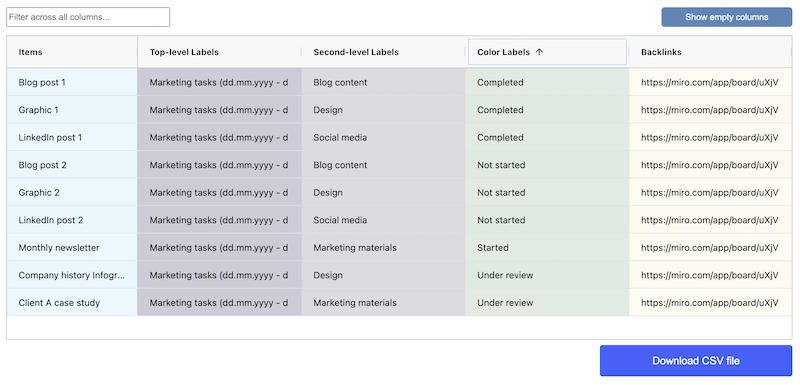 Filter across all columns...
Show empty columns
Items Top-level Labels Second-level Labels Color Labels ↑ Backlinks
Blog post 1 Marketing tasks (dd.mm.yyyy - d Blog content Completed https://miro.com/app/board/uXjV
Graphic 1 Marketing tasks (dd.mm.yyyy - d Design Completed https://miro.com/app/board/uXjV
LinkedIn post 1 Marketing tasks (dd.mm.yyyy - d Social media Completed https://miro.com/app/board/uXjV
Blog post 2 Marketing tasks (dd.mm.yyyy - d Blog content Not started https://miro.com/app/board/uXjV
Graphic 2 Marketing tasks (dd.mm.yyyy - d Design Not started https://miro.com/app/board/uXjV
LinkedIn post 2 Marketing tasks (dd.mm.yyyy - d Social media Not started https://miro.com/app/board/uXjV
Monthly newsletter Marketing tasks (dd.mm.yyyy - d Marketing materials Started https://miro.com/app/board/uXjV
Company history Infogr... Marketing tasks (dd.mm.yyyy - d Design Under review https://miro.com/app/board/uXjV
Client A case study Marketing tasks (dd.mm.yyyy - d Marketing materials Under review https://miro.com/app/board/uXjV
Download CSV file